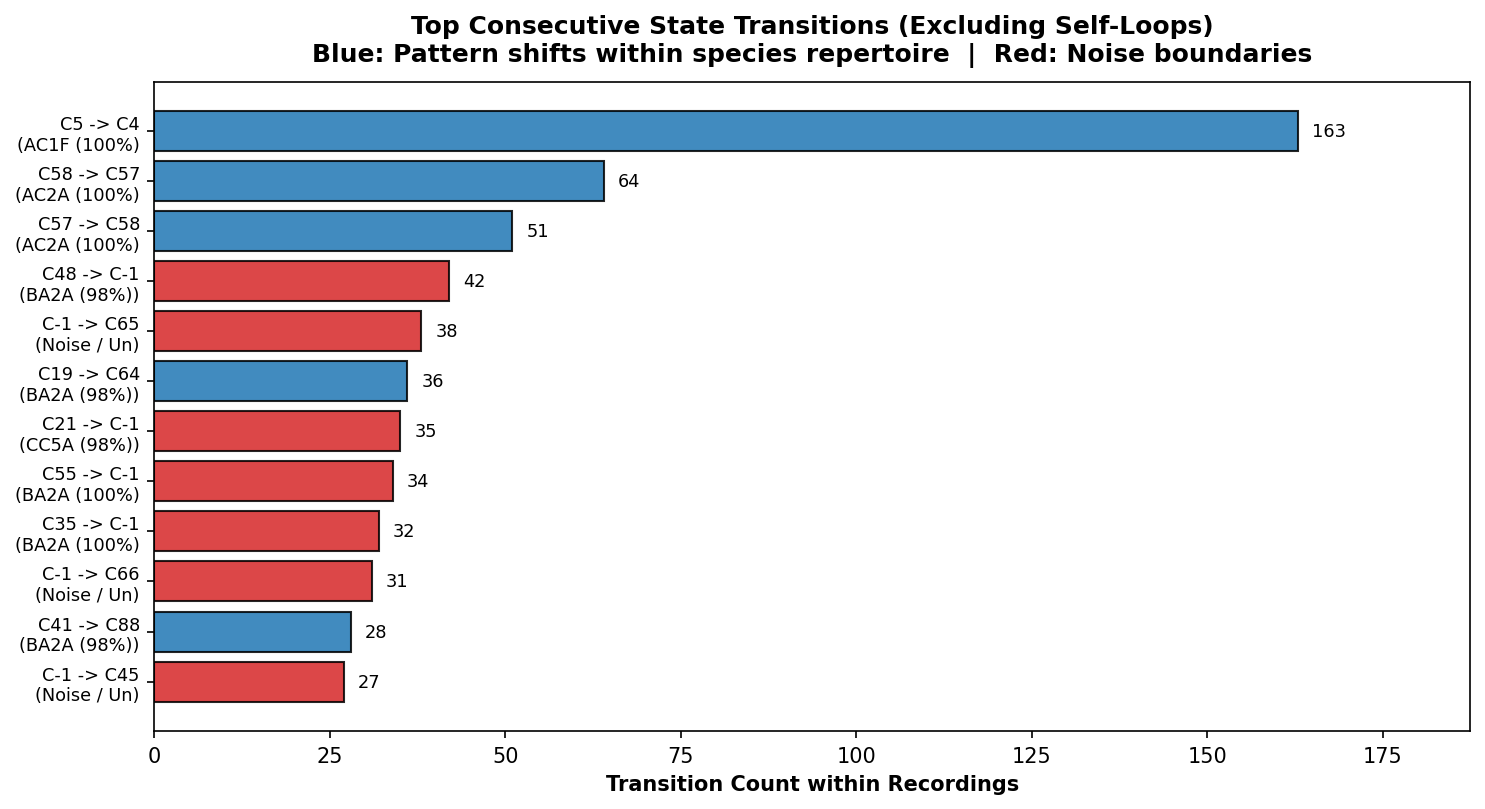 Top Consecutive State Transitions (Excluding Self-Loops)
Blue: Pattern shifts within species repertoire | Red: Noise boundaries
C5 -> C4
(AC1F (100%)
163
C58 -> C57
(AC2A (100%)
64
C57 -> C58
(AC2A (100%)
51
C48 -> C-1
(BA2A (98%))
42
C-1 -> C65
(Noise / Un)
38
C19 -> C64
(BA2A (98%))
36
C21 -> C-1
(CC5A (98%))
35
C55 -> C-1
(BA2A (100%)
34
C35 -> C-1
(BA2A (100%)
32
C-1 -> C66
(Noise / Un)
31
C41 -> C88
(BA2A (98%))
28
C-1 -> C45
(Noise / Un)
27
0 25 50 75 100 125 150 175
Transition Count within Recordings